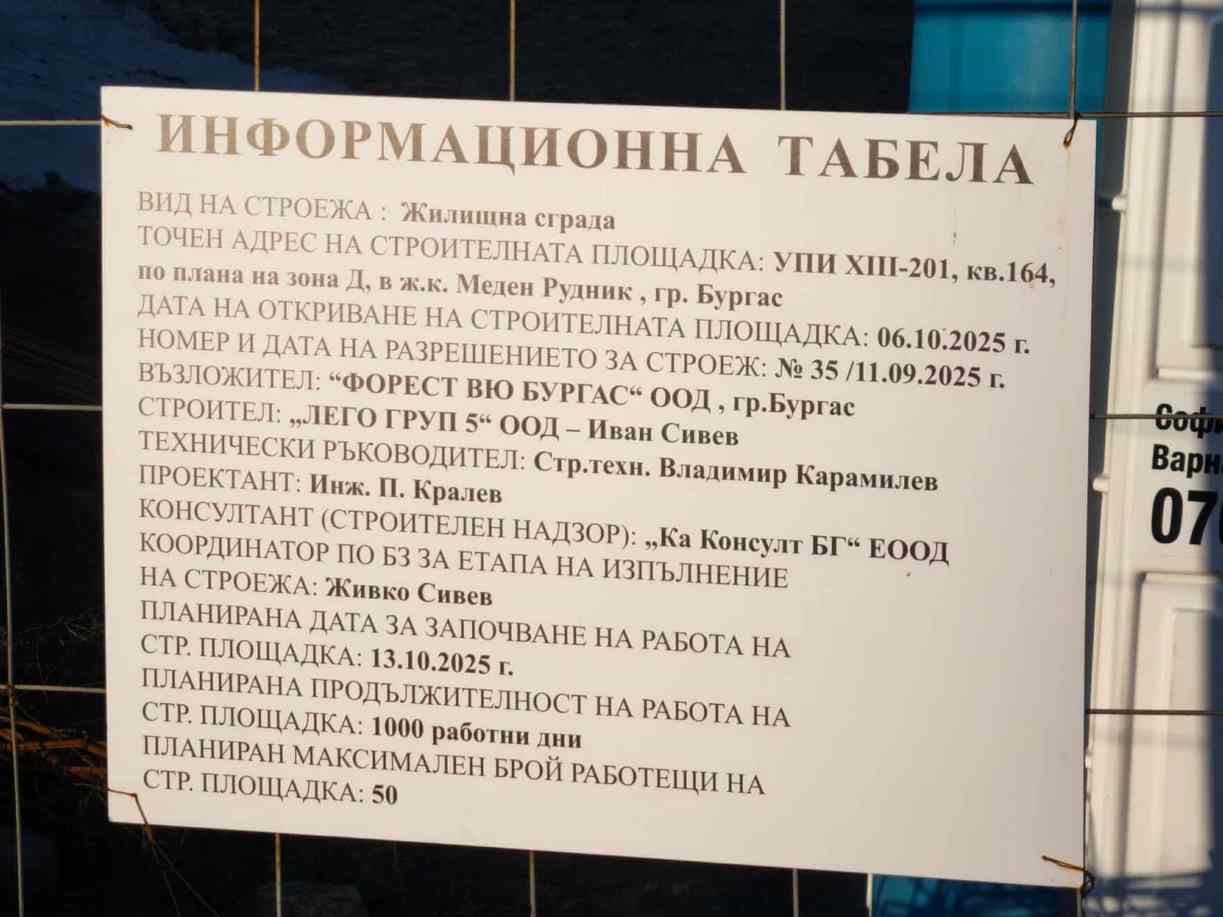 ИНФОРМАЦИОННА ТАБЕЛА
ВИД НА СТРОЕЖА : Жилищна сграда
ТОЧЕН АДРЕС НА СТРОИТЕЛНАТА ПЛОЩАДКА: УПИ XIII-201, кв.164,
по плана на зона Д, в ж.к. Меден Рудник , гр. Бургас
ДАТА НА ОТКРИВАНЕ НА СТРОИТЕЛНАТА ПЛОЩАДКА: 06.10.2025 г.
НОМЕР И ДАТА НА РАЗРЕШЕНИЕТО ЗА СТРОЕЖ: № 35 /11.09.2025 г.
ВЪЗЛОЖИТЕЛ: “ФОРЕСТ ВЮ БУРГАС“ ООД , гр.Бургас
СТРОИТЕЛ: „ЛЕГО ГРУП 5“ ООД – Иван Сивев
ТЕХНИЧЕСКИ РЪКОВОДИТЕЛ: Стр.техн. Владимир Карамилев
ПРОЕКТАНТ: Инж. П. Кралев
КОНСУЛТАНТ (СТРОИТЕЛЕН НАДЗОР): „Ка Консулт БГ“ ЕООД
КООРДИНАТОР ПО БЗ ЗА ЕТАПА НА ИЗПЪЛНЕНИЕ
НА СТРОЕЖА: Живко Сивев
ПЛАНИРАНА ДАТА ЗА ЗАПОЧВАНЕ НА РАБОТА НА
СТР. ПЛОЩАДКА: 13.10.2025 г.
ПЛАНИРАНА ПРОДЪЛЖИТЕЛНОСТ НА РАБОТА НА
СТР. ПЛОЩАДКА: 1000 работни дни
ПЛАНИРАН МАКСИМАЛЕН БРОЙ РАБОТЕЩИ НА
СТР. ПЛОЩАДКА: 50